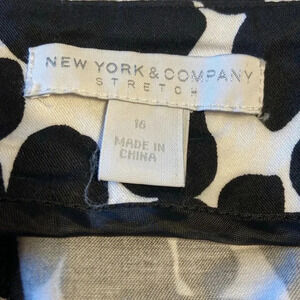 NEW YORK & COMPANY
STRETCH
16
MADE IN
CHINA